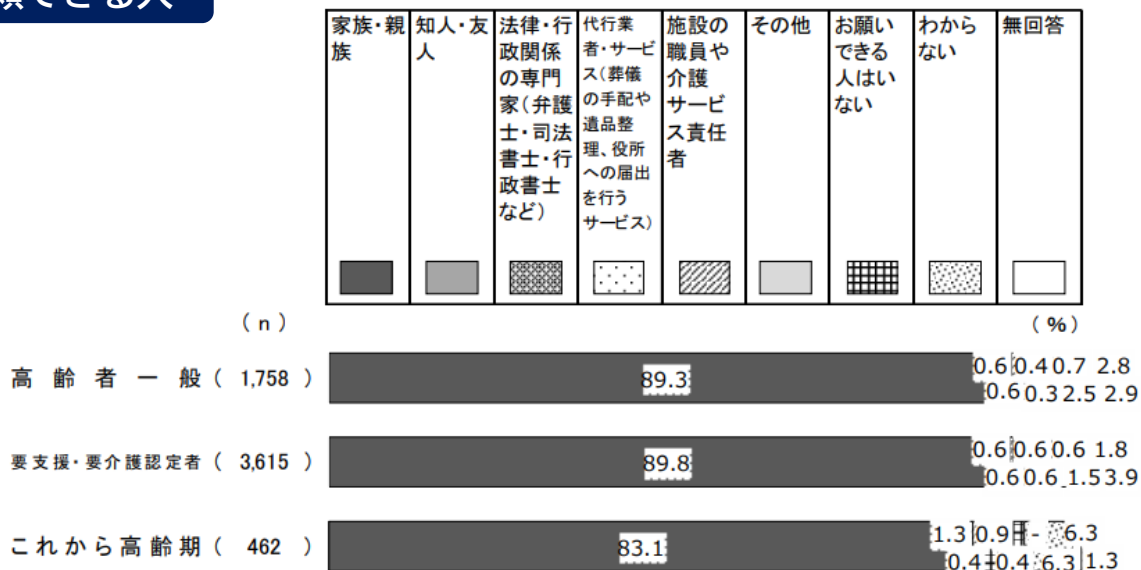 頼できる人
家族・親族
知人・友人
法律・行政関係の専門家(弁護士・司法書士・行政書士など)
代行業者・サービス(葬儀の手配や遺品整理、役所への届出を行うサービス)
施設の職員や介護サービス責任者
その他
お願いできる人はいない
わからない
無回答
(n)
(%)
高齢者一般( 1,758 )
89.3
0.6 0.4 0.7 2.8
0.6 0.3 2.5 2.9
要支援・要介護認定者( 3,615 )
89.8
0.6 0.6 0.6 1.8
0.6 0.6 1.5 3.9
これから高齢期( 462 )
83.1
1.3 0.9 - 6.3
0.4 0.4 6.3 1.3